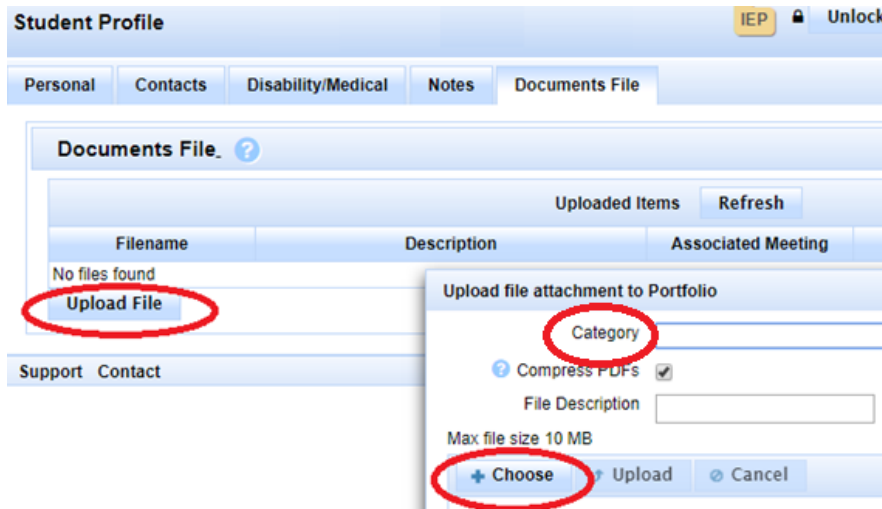 Student Profile IEP Unlock
Personal Contacts Disability/Medical Notes Documents File
Documents File
Uploaded Items Refresh
Filename Description Associated Meeting
No files found
Upload File
Upload file attachment to Portfolio
Category
Compress PDFs
Support Contact
File Description
Max file size 10 MB
Choose Upload Cancel